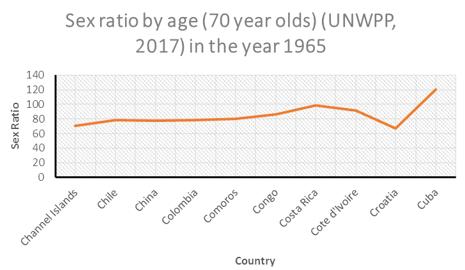 Sex ratio by age (70 year olds) (UNWPP,
2017) in the year 1965
140
120
100
80
60
40
20
0
Sex Ratio
Channel Islands
Chile
China
Colombia
Comoros
Congo
Costa Rica
Cote d'Ivoire
Croatia
Cuba
Country